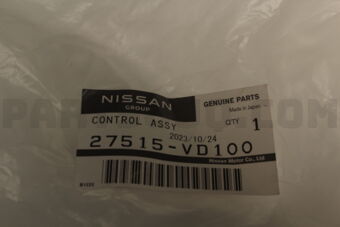 NISSAN
GROUP
GENUINE PARTS
Made in Japan
CONTROL ASSY
2023/10/24
Q'TY 1
27515-VD100
Nissan Motor Co., Ltd.